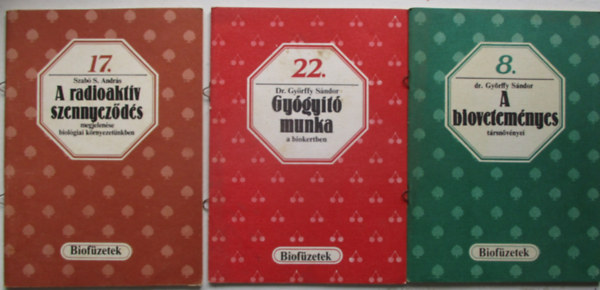 17.
Szabó S. András
A radioaktív
szennyeződés
megjelenése
biológiai környezetünkben
Biofüzetek
22.
Dr. Győrffy Sándor
Gyógyító
munka
a biokertben
Biofüzetek
8.
dr. Győrffy Sándor
A
bioveteményes
társnövényei
Biofüzetek